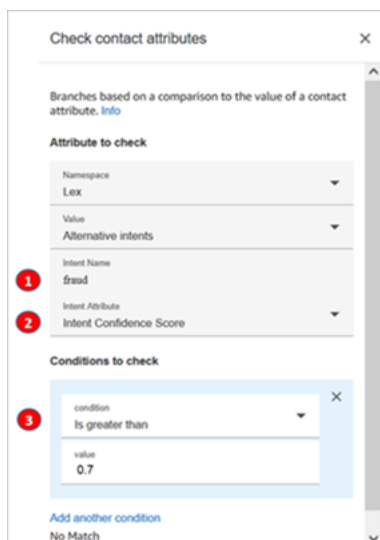 Check contact attributes
Branches based on a comparison to the value of a contact
attribute. Info
Attribute to check
Namespace
Lex
Value
Alternative intents
Intent Name
1
fraud
Intent Attribute
2
Intent Confidence Score
Conditions to check
condition
3
Is greater than
value
0.7
Add another condition
No Match